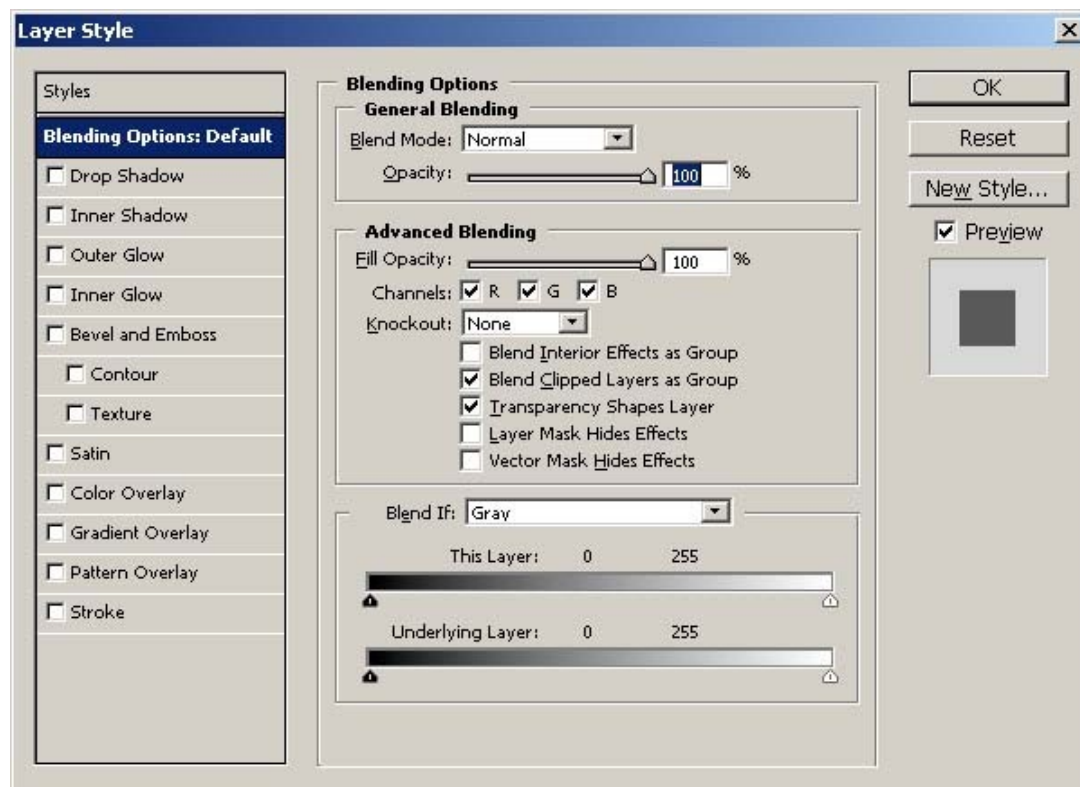 Layer Style
Styles
Blending Options: Default
Drop Shadow
Inner Shadow
Outer Glow
Inner Glow
Bevel and Emboss
Contour
Texture
Satin
Color Overlay
Gradient Overlay
Pattern Overlay
Stroke
Blending Options
General Blending
Blend Mode: Normal
Opacity: 100 %
Advanced Blending
Fill Opacity: 100 %
Channels: R G B
Knockout: None
Blend Interior Effects as Group
Blend Clipped Layers as Group
Transparency Shapes Layer
Layer Mask Hides Effects
Vector Mask Hides Effects
Blend If: Gray
This Layer: 0 255
Underlying Layer: 0 255
OK
Reset
New Style...
Preview